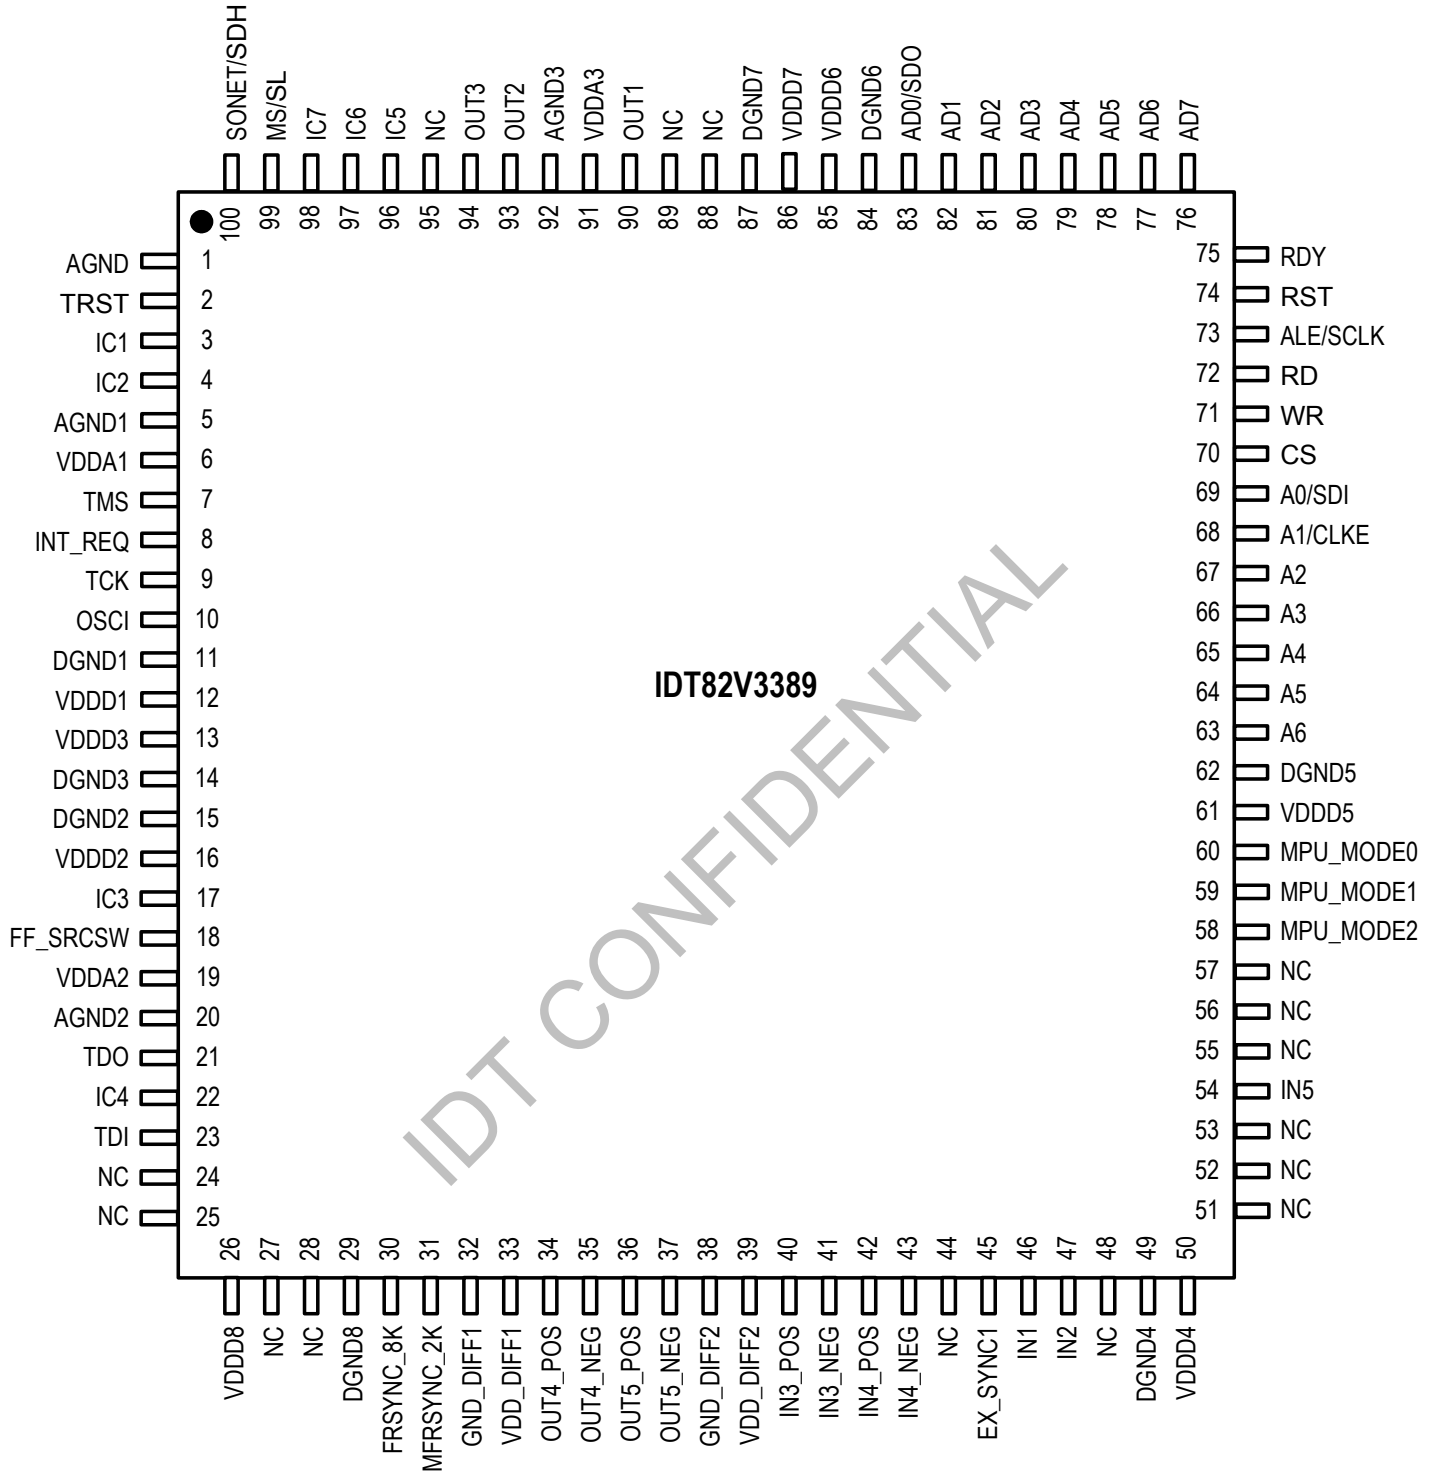 SONET/SDH
MS/SL
IC7
IC6
IC5
NC
OUT3
OUT2
AGND3
VDDA3
OUT1
NC
NC
DGND7
VDDD7
VDDD6
DGND6
AD0/SDO
AD1
AD2
AD3
AD4
AD5
AD6
AD7
100
99
98
97
96
95
94
93
92
91
90
89
88
87
86
85
84
83
82
81
80
79
78
77
76
AGND 1
TRST 2
IC1 3
IC2 4
AGND1 5
VDDA1 6
TMS 7
INT_REQ 8
TCK 9
OSCI 10
DGND1 11
VDDD1 12
VDDD3 13
DGND3 14
DGND2 15
VDDD2 16
IC3 17
FF_SRCSW 18
VDDA2 19
AGND2 20
TDO 21
IC4 22
TDI 23
NC 24
NC 25
IDT82V3389
IDT CONFIDENTIAL
75 RDY
74 RST
73 ALE/SCLK
72 RD
71 WR
70 CS
69 A0/SDI
68 A1/CLKE
67 A2
66 A3
65 A4
64 A5
63 A6
62 DGND5
61 VDDD5
60 MPU_MODE0
59 MPU_MODE1
58 MPU_MODE2
57 NC
56 NC
55 NC
54 IN5
53 NC
52 NC
51 NC
26
27
28
29
30
31
32
33
34
35
36
37
38
39
40
41
42
43
44
45
46
47
48
49
50
VDDD8
NC
NC
DGND8
FRSYNC_8K
MFRSYNC_2K
GND_DIFF1
VDD_DIFF1
OUT4_POS
OUT4_NEG
OUT5_POS
OUT5_NEG
GND_DIFF2
VDD_DIFF2
IN3_POS
IN3_NEG
IN4_POS
IN4_NEG
NC
EX_SYNC1
IN1
IN2
NC
DGND4
VDDD4